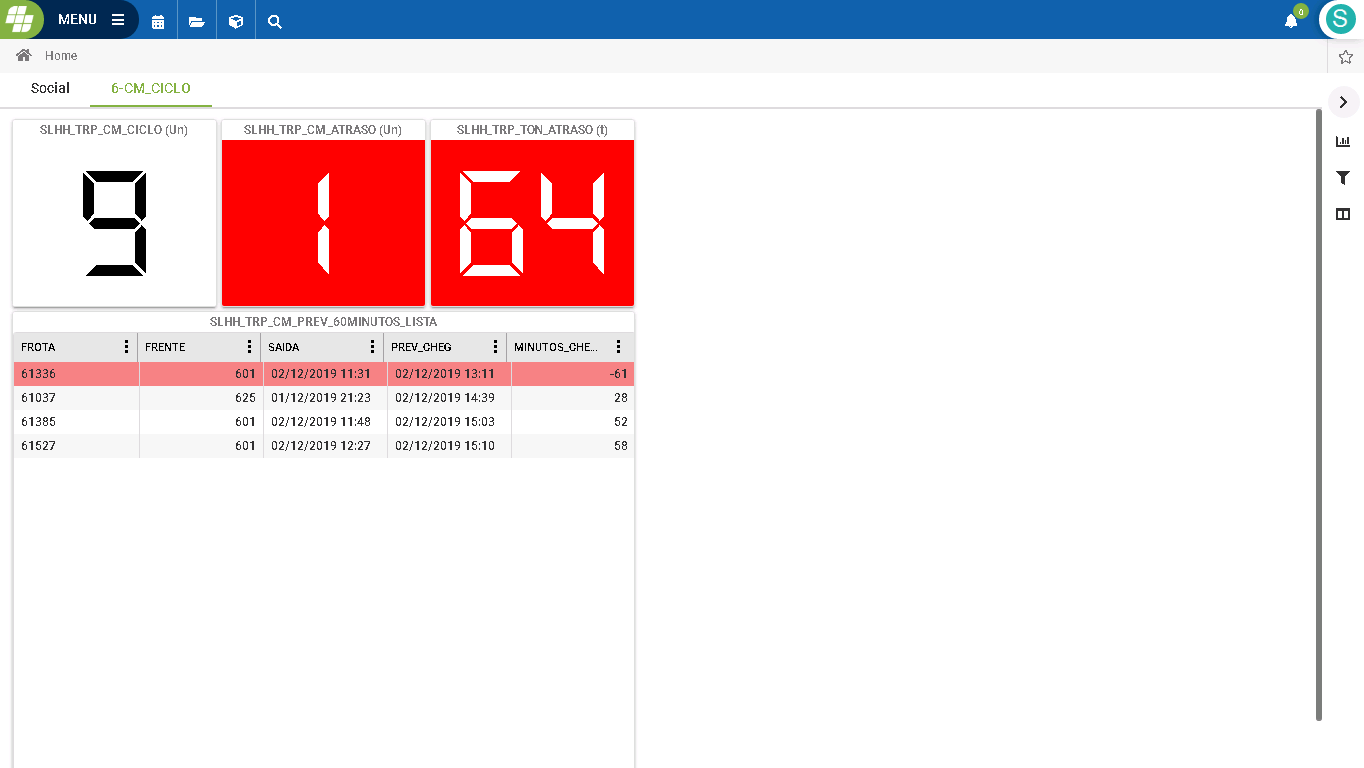 MENU
0
S
Home
Social 6-CM_CICLO
SLHH_TRP_CM_CICLO (Un) SLHH_TRP_CM_ATRASO (Un) SLHH_TRP_TON_ATRASO (t)
9 1 64
SLHH_TRP_CM_PREV_60MINUTOS_LISTA
FROTA FRENTE SAIDA PREV_CHEG MINUTOS_CHE...
61336 601 02/12/2019 11:31 02/12/2019 13:11 -61
61037 625 01/12/2019 21:23 02/12/2019 14:39 28
61385 601 02/12/2019 11:48 02/12/2019 15:03 52
61527 601 02/12/2019 12:27 02/12/2019 15:10 58